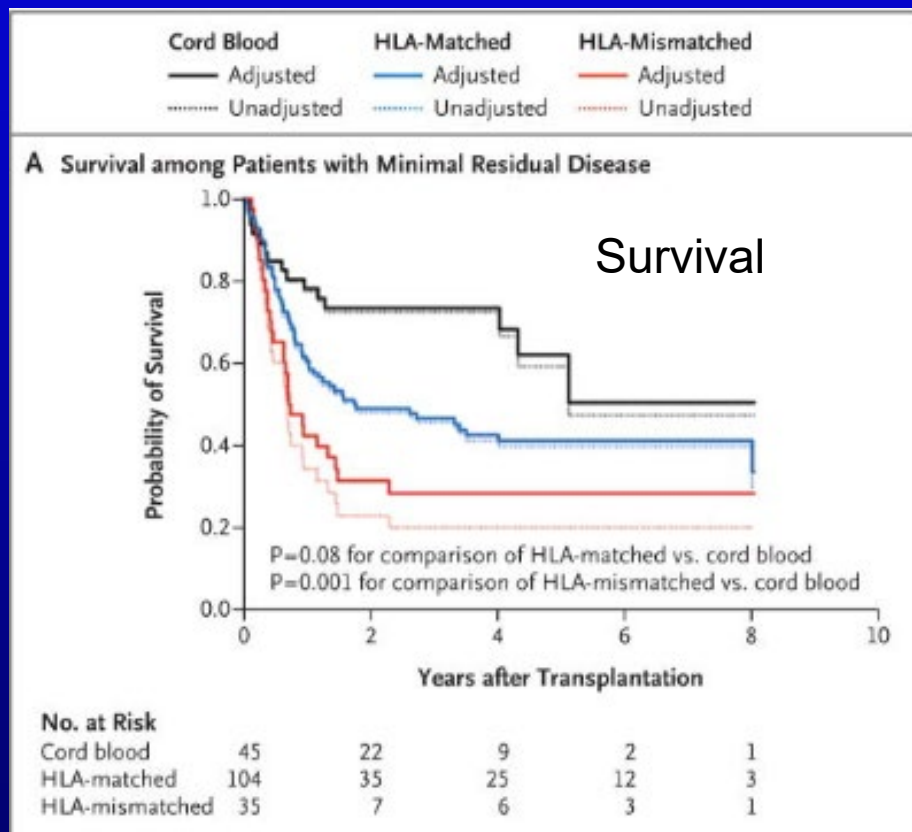 Cord Blood HLA-Matched HLA-Mismatched
Adjusted Adjusted Adjusted
Unadjusted Unadjusted Unadjusted
A Survival among Patients with Minimal Residual Disease
Survival
Probability of Survival
1.0
0.8
0.6
0.4
0.2
0.0
P=0.08 for comparison of HLA-matched vs. cord blood
P=0.001 for comparison of HLA-mismatched vs. cord blood
0 2 4 6 8 10
Years after Transplantation
No. at Risk
Cord blood 45 22 9 2 1
HLA-matched 104 35 25 12 3
HLA-mismatched 35 7 6 3 1